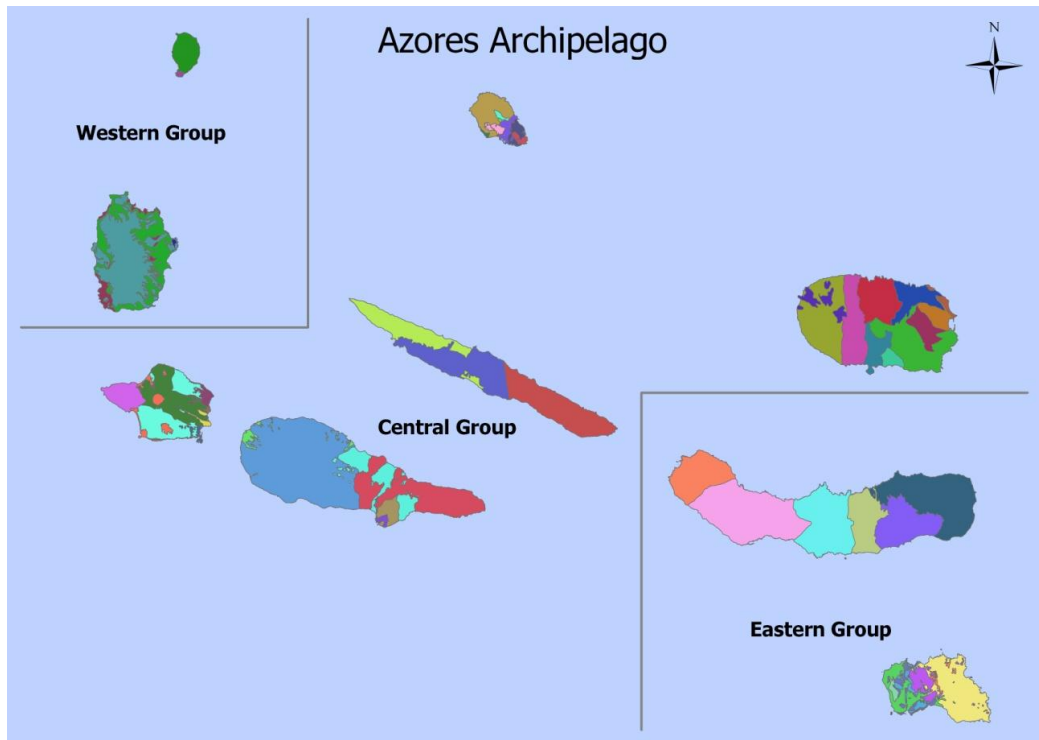 Azores Archipelago
N
Western Group
Central Group
Eastern Group